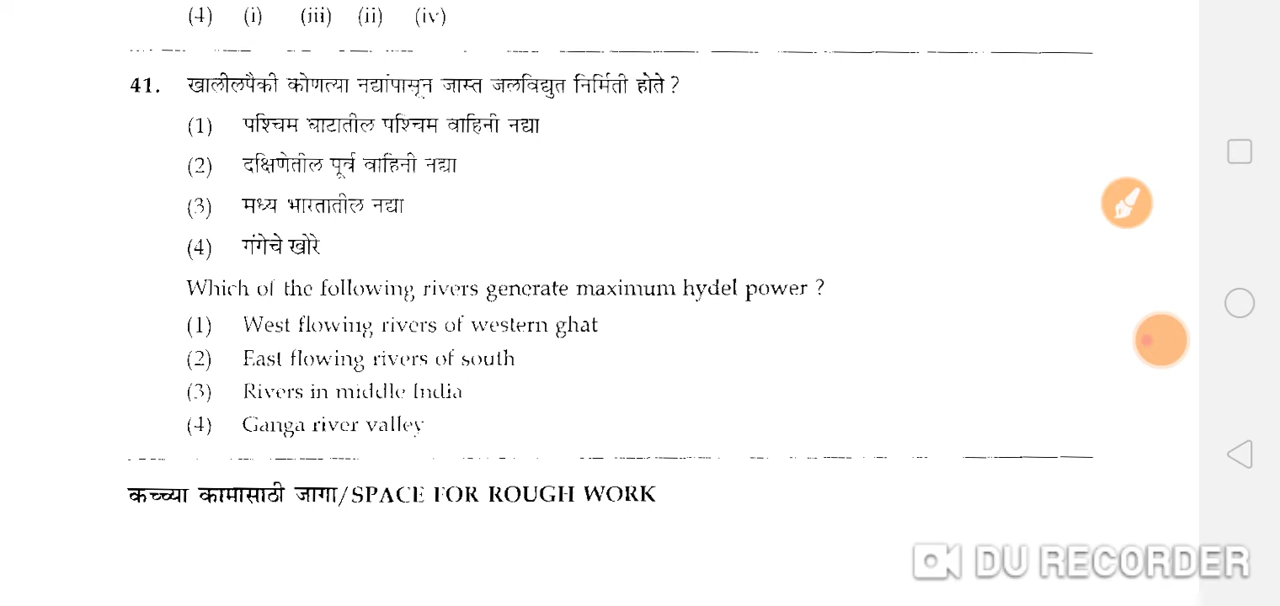 (4) (i) (iii) (ii) (iv)
41. खालीलपैकी कोणत्या नद्यांपासून जास्त जलविद्युत निर्मिती होते ?
(1) पश्चिम घाटातील पश्चिम वाहिनी नद्या
(2) दक्षिणेतील पूर्व वाहिनी नद्या
(3) मध्य भारतातील नद्या
(4) गंगेचे खोरे
Which of the following rivers generate maximum hydel power ?
(1) West flowing rivers of western ghat
(2) East flowing rivers of south
(3) Rivers in middle India
(4) Ganga river valley
कच्च्या कामासाठी जागा/SPACE FOR ROUGH WORK
DU RECORDER